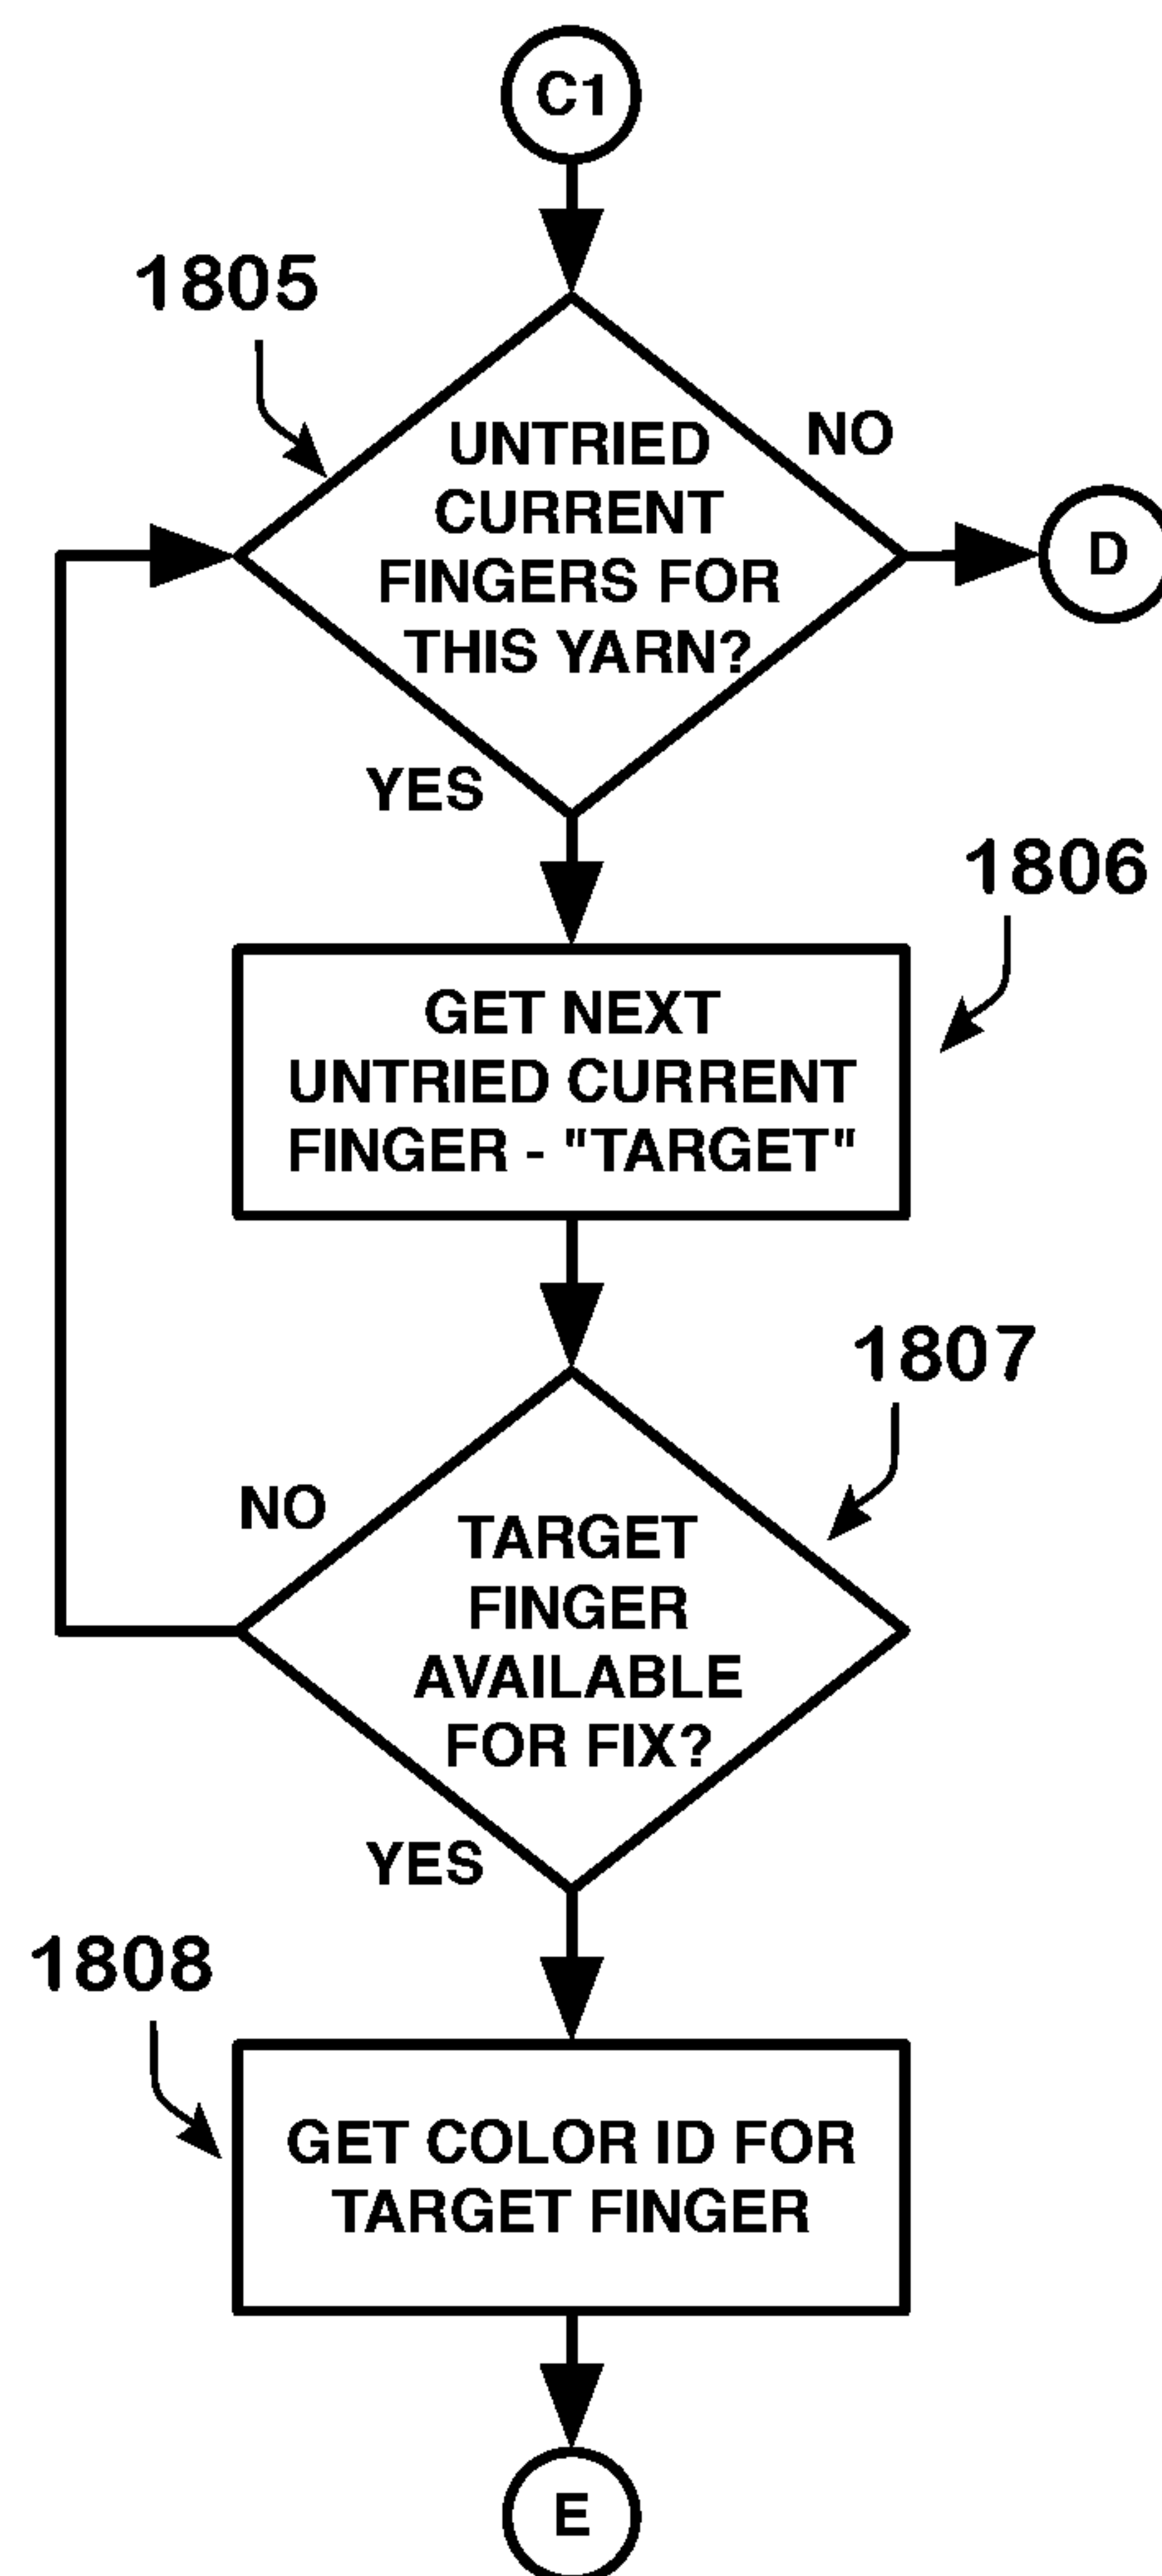 C1
1805
NO
UNTRIED
CURRENT
FINGERS FOR
THIS YARN?
D
YES
1806
GET NEXT
UNTRIED CURRENT
FINGER - "TARGET"
1807
NO
TARGET
FINGER
AVAILABLE
FOR FIX?
YES
1808
GET COLOR ID FOR
TARGET FINGER
E